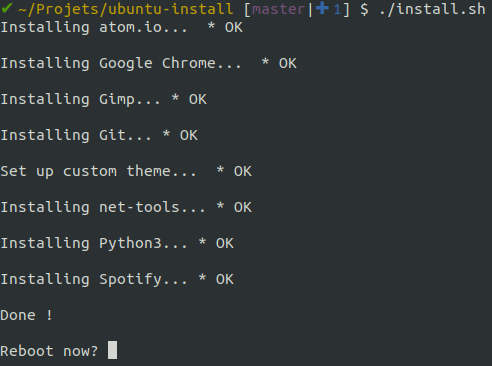 ✔ ~/Projets/ubuntu-install [master|✚ 1] $ ./install.sh
Installing atom.io...  * OK
Installing Google Chrome...  * OK
Installing Gimp... * OK
Installing Git... * OK
Set up custom theme...  * OK
Installing net-tools... * OK
Installing Python3... * OK
Installing Spotify... * OK
Done !
Reboot now?